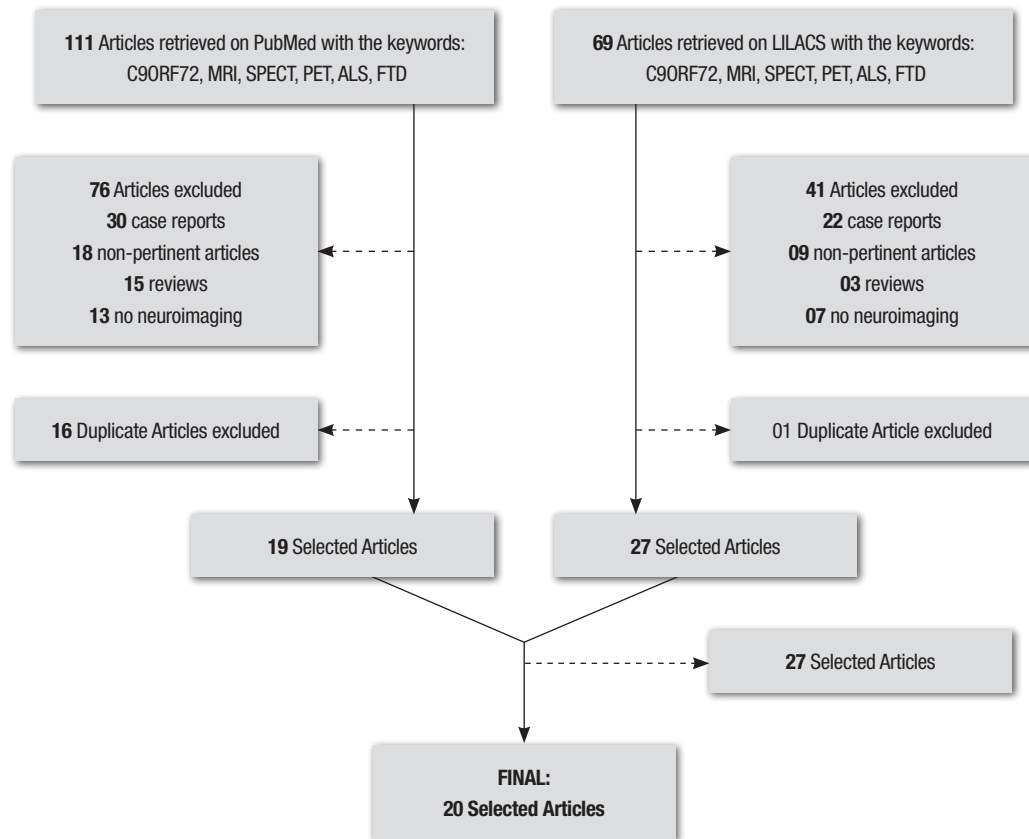 111 Articles retrieved on PubMed with the keywords:
C9ORF72, MRI, SPECT, PET, ALS, FTD
69 Articles retrieved on LILACS with the keywords:
C9ORF72, MRI, SPECT, PET, ALS, FTD
76 Articles excluded
30 case reports
18 non-pertinent articles
15 reviews
13 no neuroimaging
41 Articles excluded
22 case reports
09 non-pertinent articles
03 reviews
07 no neuroimaging
16 Duplicate Articles excluded
01 Duplicate Article excluded
19 Selected Articles
27 Selected Articles
27 Selected Articles
FINAL:
20 Selected Articles